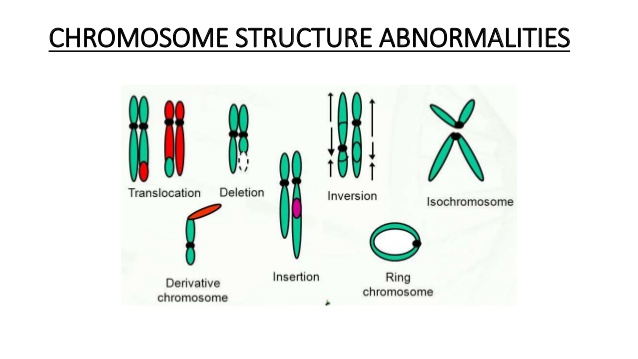 CHROMOSOME STRUCTURE ABNORMALITIES
Translocation
Deletion
Inversion
Isochromosome
Derivative
chromosome
Insertion
Ring
chromosome